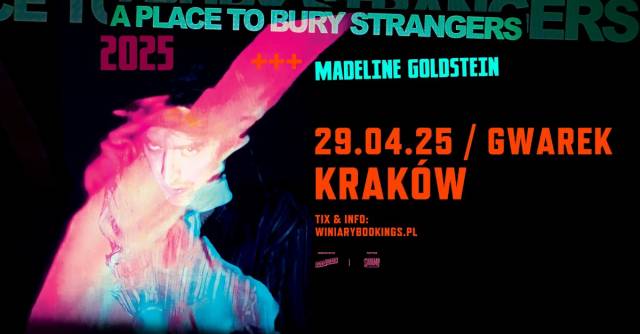 A PLACE TO BURY STRANGERS
2025
+++ MADELINE GOLDSTEIN
29.04.25 / GWAREK
KRAKÓW
TIX & INFO:
WINIARYBOOKINGS.PL